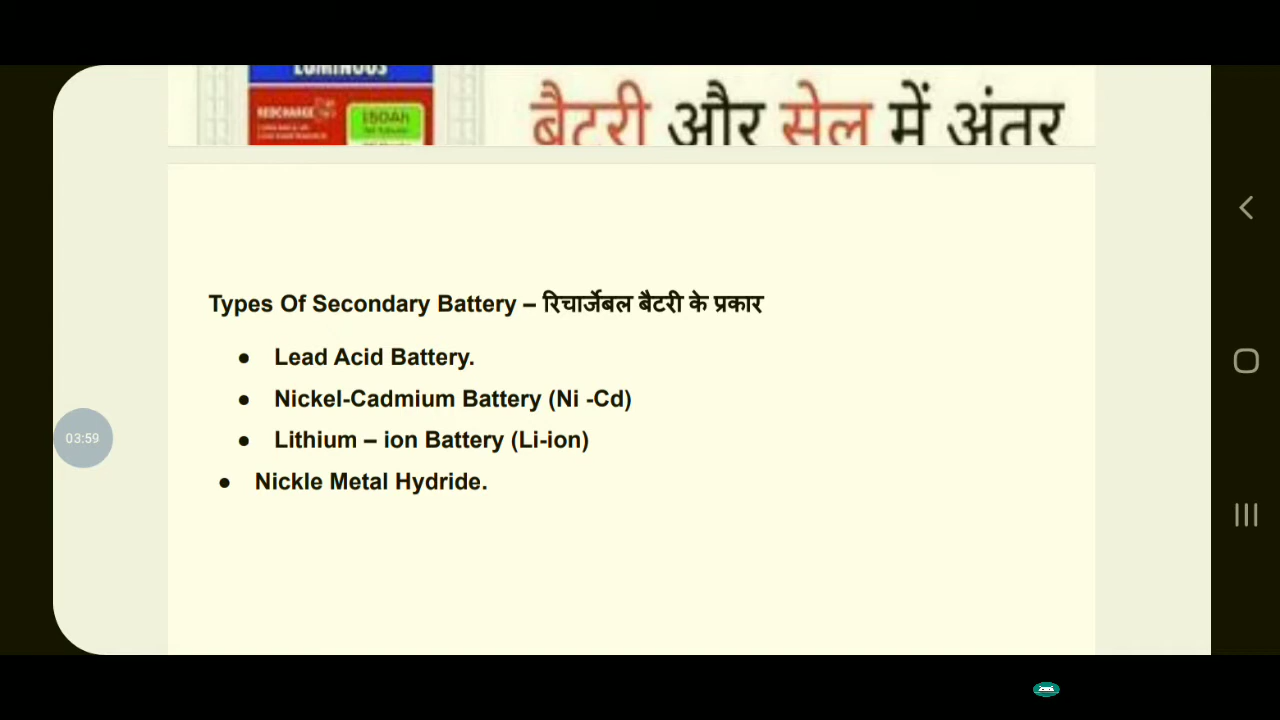 LUMINOUS
REDCHARGE
150Ah
बैटरी और सेल में अंतर
Types Of Secondary Battery – रिचार्जेबल बैटरी के प्रकार
● Lead Acid Battery.
● Nickel-Cadmium Battery (Ni -Cd)
● Lithium – ion Battery (Li-ion)
● Nickle Metal Hydride.
03:59